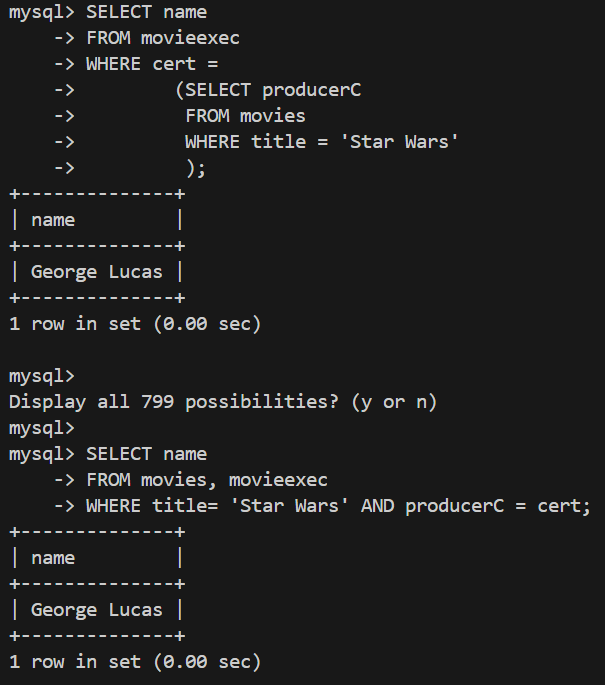 mysql> SELECT name
    -> FROM movieexec
    -> WHERE cert =
    ->         (SELECT producerC
    ->          FROM movies
    ->          WHERE title = 'Star Wars'
    ->          );
+--------------+
| name         |
+--------------+
| George Lucas |
+--------------+
1 row in set (0.00 sec)

mysql>
Display all 799 possibilities? (y or n)
mysql>
mysql> SELECT name
    -> FROM movies, movieexec
    -> WHERE title= 'Star Wars' AND producerC = cert;
+--------------+
| name         |
+--------------+
| George Lucas |
+--------------+
1 row in set (0.00 sec)